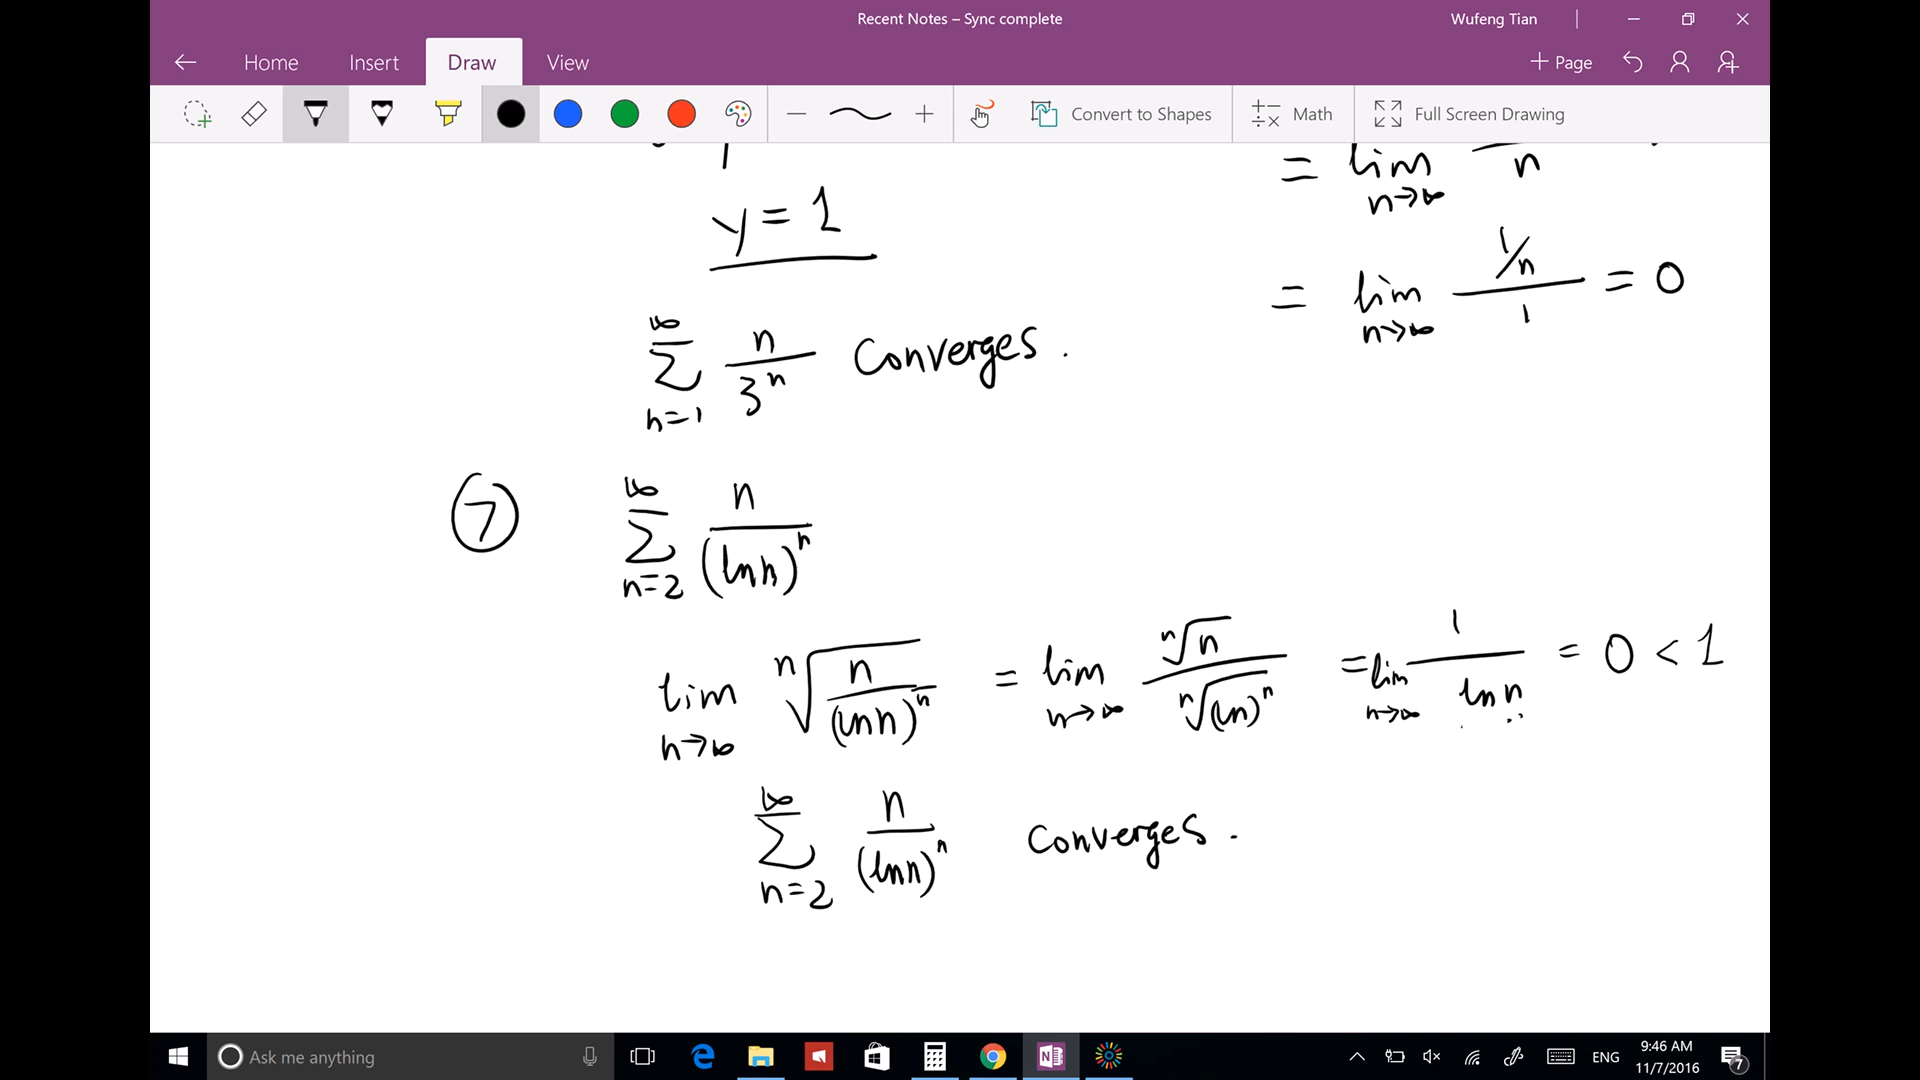 Recent Notes – Sync complete
Wufeng Tian
Home Insert Draw View
+ Page
Convert to Shapes
Math
Full Screen Drawing
= lim n→∞ / n
y = 1
= lim n→∞ (1/n)/1 = 0
∞ Σ n=1 n/3^n Converges.
⑦ ∞ Σ n=2 n/(ln n)^n
lim n→∞ ⁿ√(n/(ln n)^n) = lim n→∞ ⁿ√n / ⁿ√(ln)^n = lim n→∞ 1/ln n = 0 < 1
∞ Σ n=2 n/(ln n)^n Converges.
Ask me anything
ENG
9:46 AM
11/7/2016
7